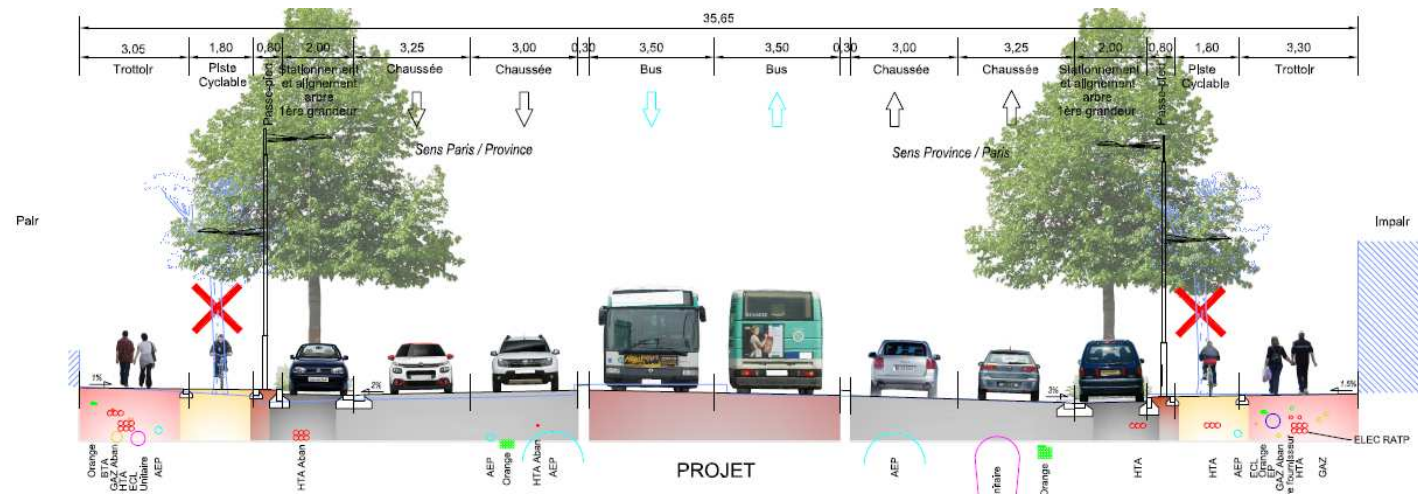 35,65
3,05
1,80
0,80
2,00
3,25
3,00
0,30
3,50
3,50
0,30
3,00
3,25
2,00
0,80
1,80
3,30
Trottoir
Piste
Cyclable
Passe-pied
Stationnement
et alignement
arbre
1ère grandeur
Chaussée
Chaussée
Bus
Bus
Chaussée
Chaussée
Stationnement
et alignement
arbre
1ère grandeur
Passe-pied
Piste
Cyclable
Trottoir
Sens Paris / Province
Sens Province / Paris
Pair
Impair
1%
2%
3%
1.5%
Orange
BTA
GAZ Aban
HTA
ECL
Unitaire
AEP
HTA Aban
AEP
Orange
HTA Aban
AEP
PROJET
AEP
nitaire
Orange
HTA
HTA
AEP
ECL
Orange
EP
GAZ Aban
e fournisseur
HTA
GAZ
ELEC RATP